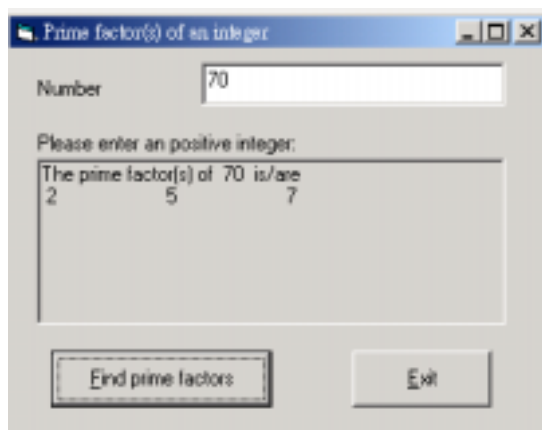 Prime factor(s) of an integer
Number
70
Please enter an positive integer:
The prime factor(s) of 70 is/are
2 5 7
Find prime factors
Exit